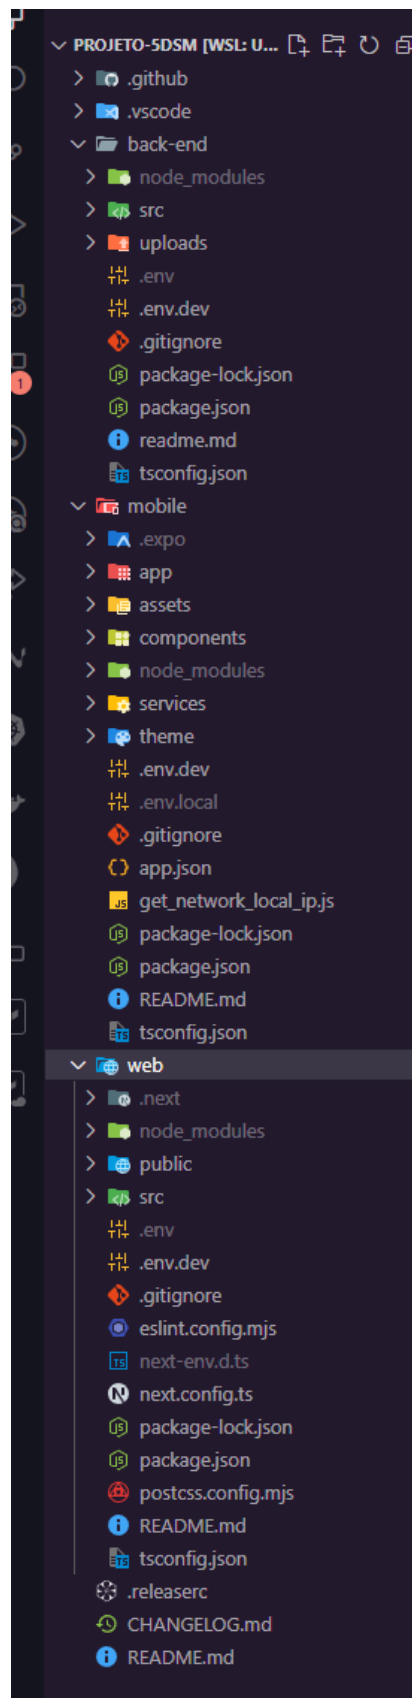 PROJETO-5DSM [WSL: U...
.github
.vscode
back-end
node_modules
src
uploads
.env
.env.dev
.gitignore
package-lock.json
package.json
readme.md
tsconfig.json
mobile
.expo
app
assets
components
node_modules
services
theme
.env.dev
.env.local
.gitignore
app.json
get_network_local_ip.js
package-lock.json
package.json
README.md
tsconfig.json
web
.next
node_modules
public
src
.env
.env.dev
.gitignore
eslint.config.mjs
next-env.d.ts
next.config.ts
package-lock.json
package.json
postcss.config.mjs
README.md
tsconfig.json
.releaserc
CHANGELOG.md
README.md
1